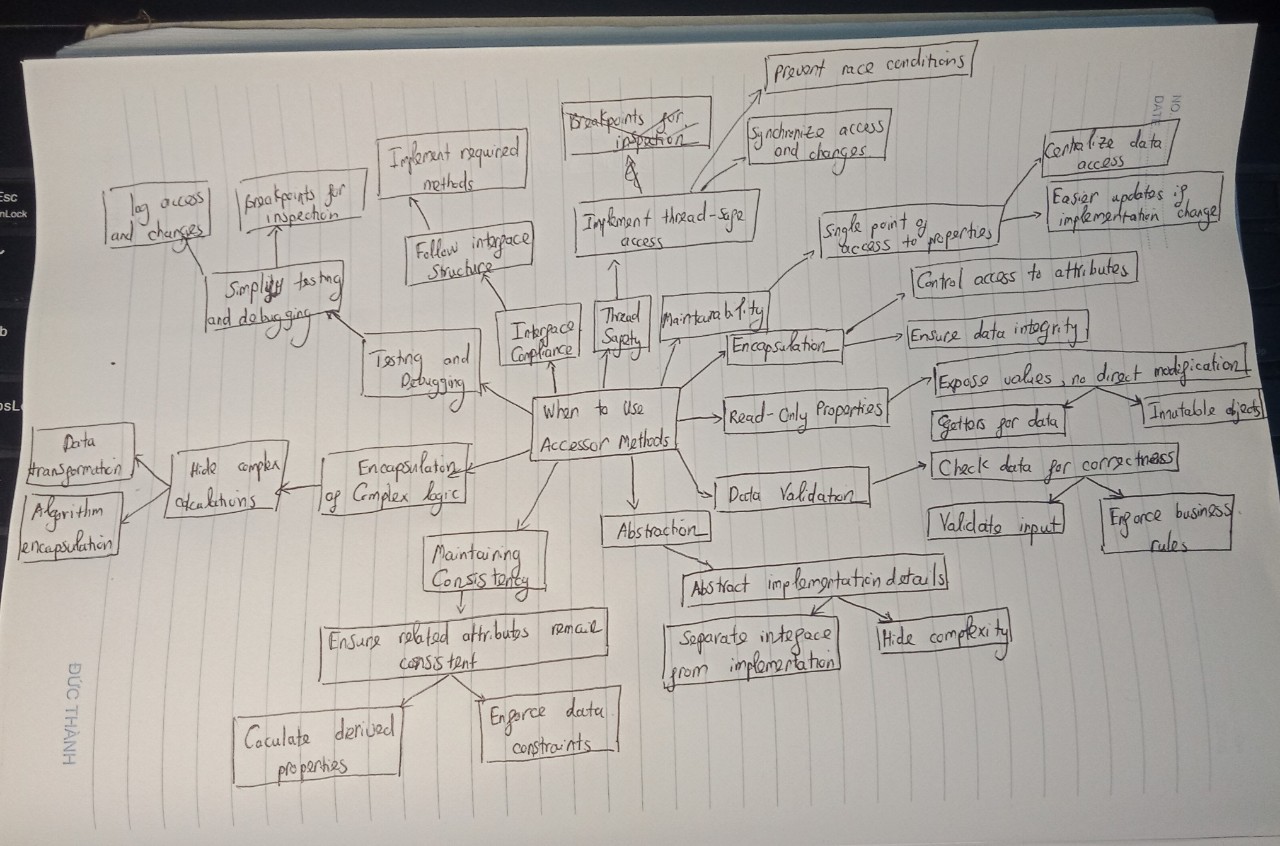 Prevent race conditions
Breakpoints for
inspection
Synchronize access
and changes
NO
DATE
Implement required
methods
Centralize data
access
log access
and changes
Breakpoints for
inspection
Implement thread-safe
access
Single point of
access to properties
Easier updates if
implementation change
Follow interface
Structure
Control access to attributes
Simplify testing
and debugging
Interface
Compliance
Thread
Safety
Maintainability
Encapsulation
Ensure data integrity
Testing and
Debugging
When to Use
Accessor Methods
Read-Only Properties
Expose values, no direct modification
Gettors for data
Immutable objects
Data
transformation
Algorithm
encapsulation
Hide complex
calculations
Encapsulation
of Complex logic
Data Validation
Check data for correctness
Validate input
Enforce business
rules
Abstraction
Maintaining
Consistency
Abstract implementation details
Separate inteface
from implementation
Hide complexity
Ensure related attributes remail
consistent
Caculate derived
properties
Enforce data
constraints
ĐỨC THÀNH
Esc